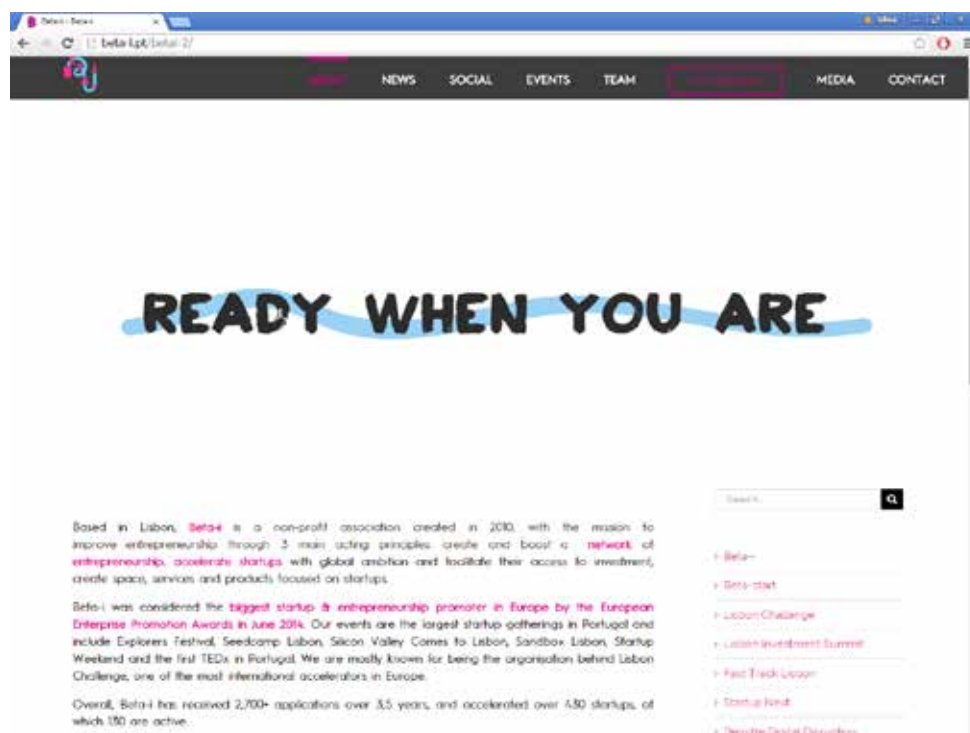 Beta-i - Beta-i
beta-i.pt/betai-2/
NEWS SOCIAL EVENTS TEAM MEDIA CONTACT
READY WHEN YOU ARE
Search...
Based in Lisbon, Beta-i is a non-profit association created in 2010, with the mission to
improve entrepreneurship through 3 main acting principles: create and boost a network of
entrepreneurship, accelerate startups with global ambition and facilitate their access to investment,
create space, services and products focused on startups.
Beta-i was considered the biggest startup & entrepreneurship promoter in Europe by the European
Enterprise Promotion Awards in June 2014. Our events are the largest startup gatherings in Portugal and
include Explorers Festival, Seedcamp Lisbon, Silicon Valley Comes to Lisbon, Sandbox Lisbon, Startup
Weekend and the first TEDx in Portugal. We are mostly known for being the organisation behind Lisbon
Challenge, one of the most international accelerators in Europe.
Overall, Beta-i has received 2,700+ applications over 3,5 years, and accelerated over 430 startups, of
which 130 are active.
› Beta-i
› Beta-start
› Lisbon Challenge
› Lisbon Investment Summit
› Fast Track Lisbon
› Startup Next